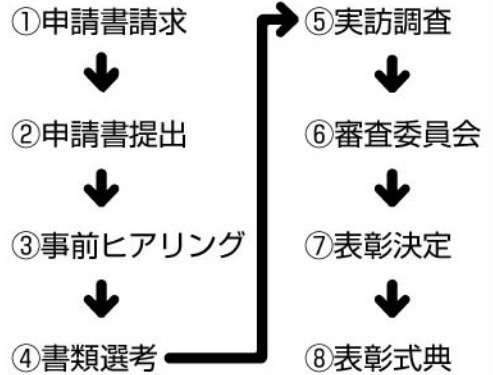 ①申請書請求
②申請書提出
③事前ヒアリング
④書類選考
⑤実訪調査
⑥審査委員会
⑦表彰決定
⑧表彰式典